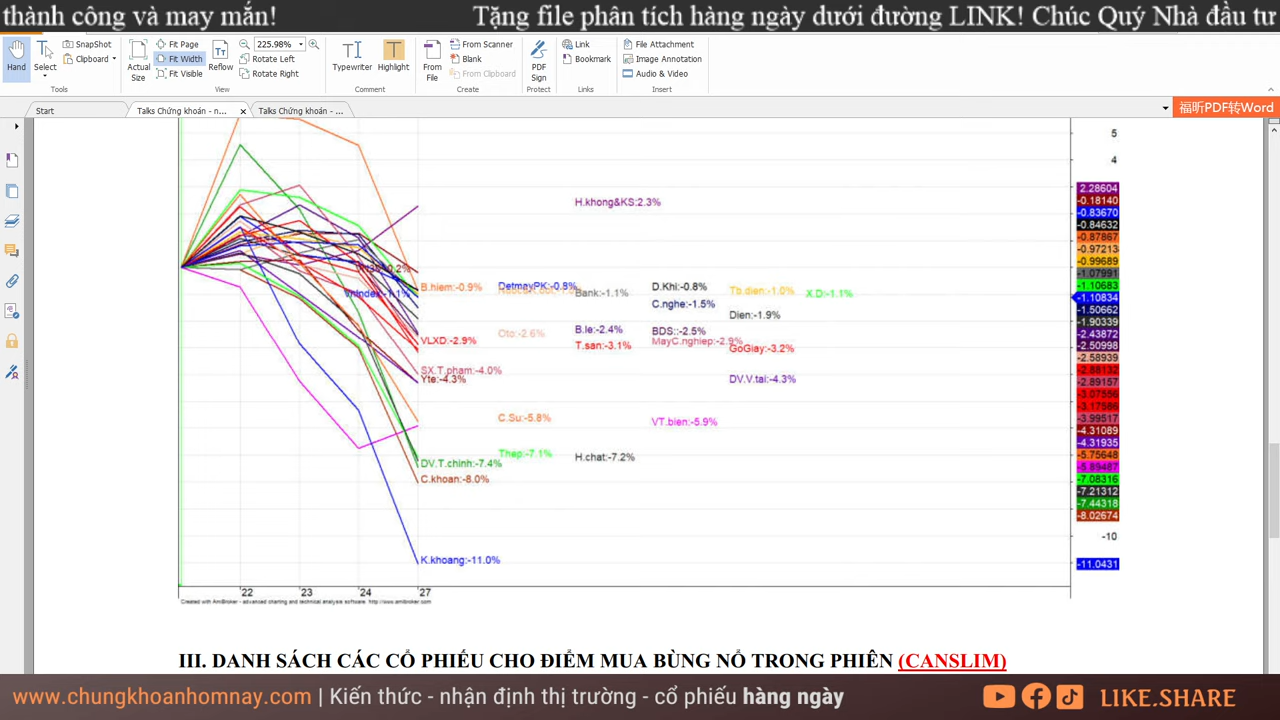 thành công và may mắn!
Tặng file phân tích hàng ngày dưới đường LINK! Chúc Quý Nhà đầu tư
Hand
Select
SnapShot
Clipboard
Tools
Actual Size
Fit Page
Fit Width
Fit Visible
Reflow
225.98%
Rotate Left
Rotate Right
View
Typewriter
Highlight
Comment
From File
From Scanner
Blank
From Clipboard
Create
PDF Sign
Protect
Link
Bookmark
Links
File Attachment
Image Annotation
Audio & Video
Insert
Start
Talks Chứng khoán - n...
Talks Chứng khoán - ...
福昕PDF转Word
5
4
H.khong&KS:2.3%
B.hiem:-0.9%
DetmayPK:-0.8%
Bank:-1.1%
D.Khi:-0.8%
Tb.dien:-1.0%
X.D:-1.1%
C.nghe:-1.5%
Dien:-1.9%
VLXD:-2.9%
Oto:-2.6%
B.le:-2.4%
T.san:-3.1%
BDS::-2.5%
MayC.nghiep:-2.9%
GoGiay:-3.2%
SX.T.pham:-4.0%
Yte:-4.3%
DV.V.tai:-4.3%
C.Su:-5.8%
VT.bien:-5.9%
DV.T.chinh:-7.4%
Thep:-7.1%
H.chat:-7.2%
C.khoan:-8.0%
K.khoang:-11.0%
2.28604
-0.18140
-0.83670
-0.84632
-0.87867
-0.97213
-0.99689
-1.07991
-1.10683
-1.10834
-1.50662
-1.90339
-2.43872
-2.50998
-2.58939
-2.88132
-2.89157
-3.07556
-3.17586
-3.99517
-4.31089
-4.31935
-5.75648
-5.89487
-7.08316
-7.21312
-7.44318
-8.02674
-10
-11.0431
22
23
24
27
Created with AmiBroker - advanced charting and technical analysis software. http://www.amibroker.com
III. DANH SÁCH CÁC CỔ PHIẾU CHO ĐIỂM MUA BÙNG NỔ TRONG PHIÊN (CANSLIM)
www.chungkhoanhomnay.com | Kiến thức - nhận định thị trường - cổ phiếu hàng ngày
LIKE.SHARE